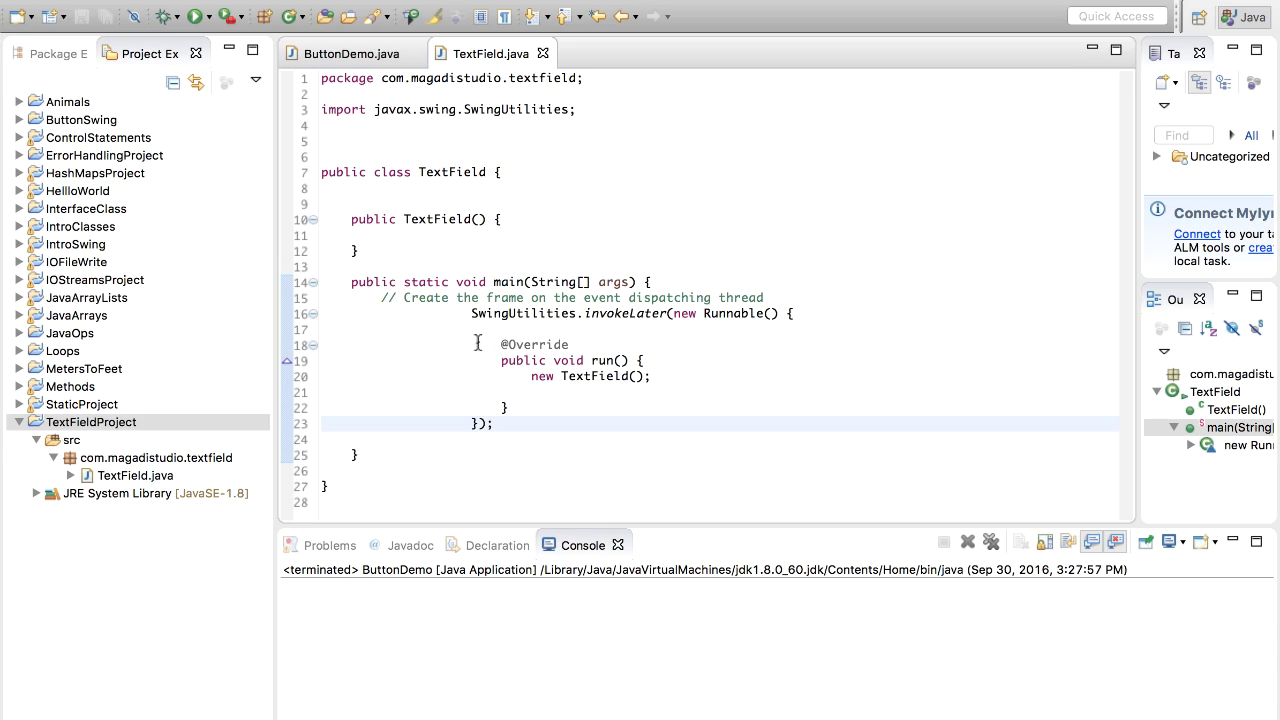 Quick Access
Java
Package E
Project Ex
Animals
ButtonSwing
ControlStatements
ErrorHandlingProject
HashMapsProject
HellloWorld
InterfaceClass
IntroClasses
IntroSwing
IOFileWrite
IOStreamsProject
JavaArrayLists
JavaArrays
JavaOps
Loops
MetersToFeet
Methods
StaticProject
TextFieldProject
src
com.magadistudio.textfield
TextField.java
JRE System Library [JavaSE-1.8]
ButtonDemo.java
TextField.java
1 package com.magadistudio.textfield;
2
3 import javax.swing.SwingUtilities;
4
5
6
7 public class TextField {
8
9
10 public TextField() {
11
12 }
13
14 public static void main(String[] args) {
15 // Create the frame on the event dispatching thread
16 SwingUtilities.invokeLater(new Runnable() {
17
18 @Override
19 public void run() {
20 new TextField();
21
22 }
23 });
24
25 }
26
27 }
28
Ta
Find
All
Uncategorized
Connect Myly
Connect to your ta
ALM tools or crea
local task.
Ou
com.magadistu
TextField
TextField()
main(String[
new Runn
Problems
Javadoc
Declaration
Console
<terminated> ButtonDemo [Java Application] /Library/Java/JavaVirtualMachines/jdk1.8.0_60.jdk/Contents/Home/bin/java (Sep 30, 2016, 3:27:57 PM)